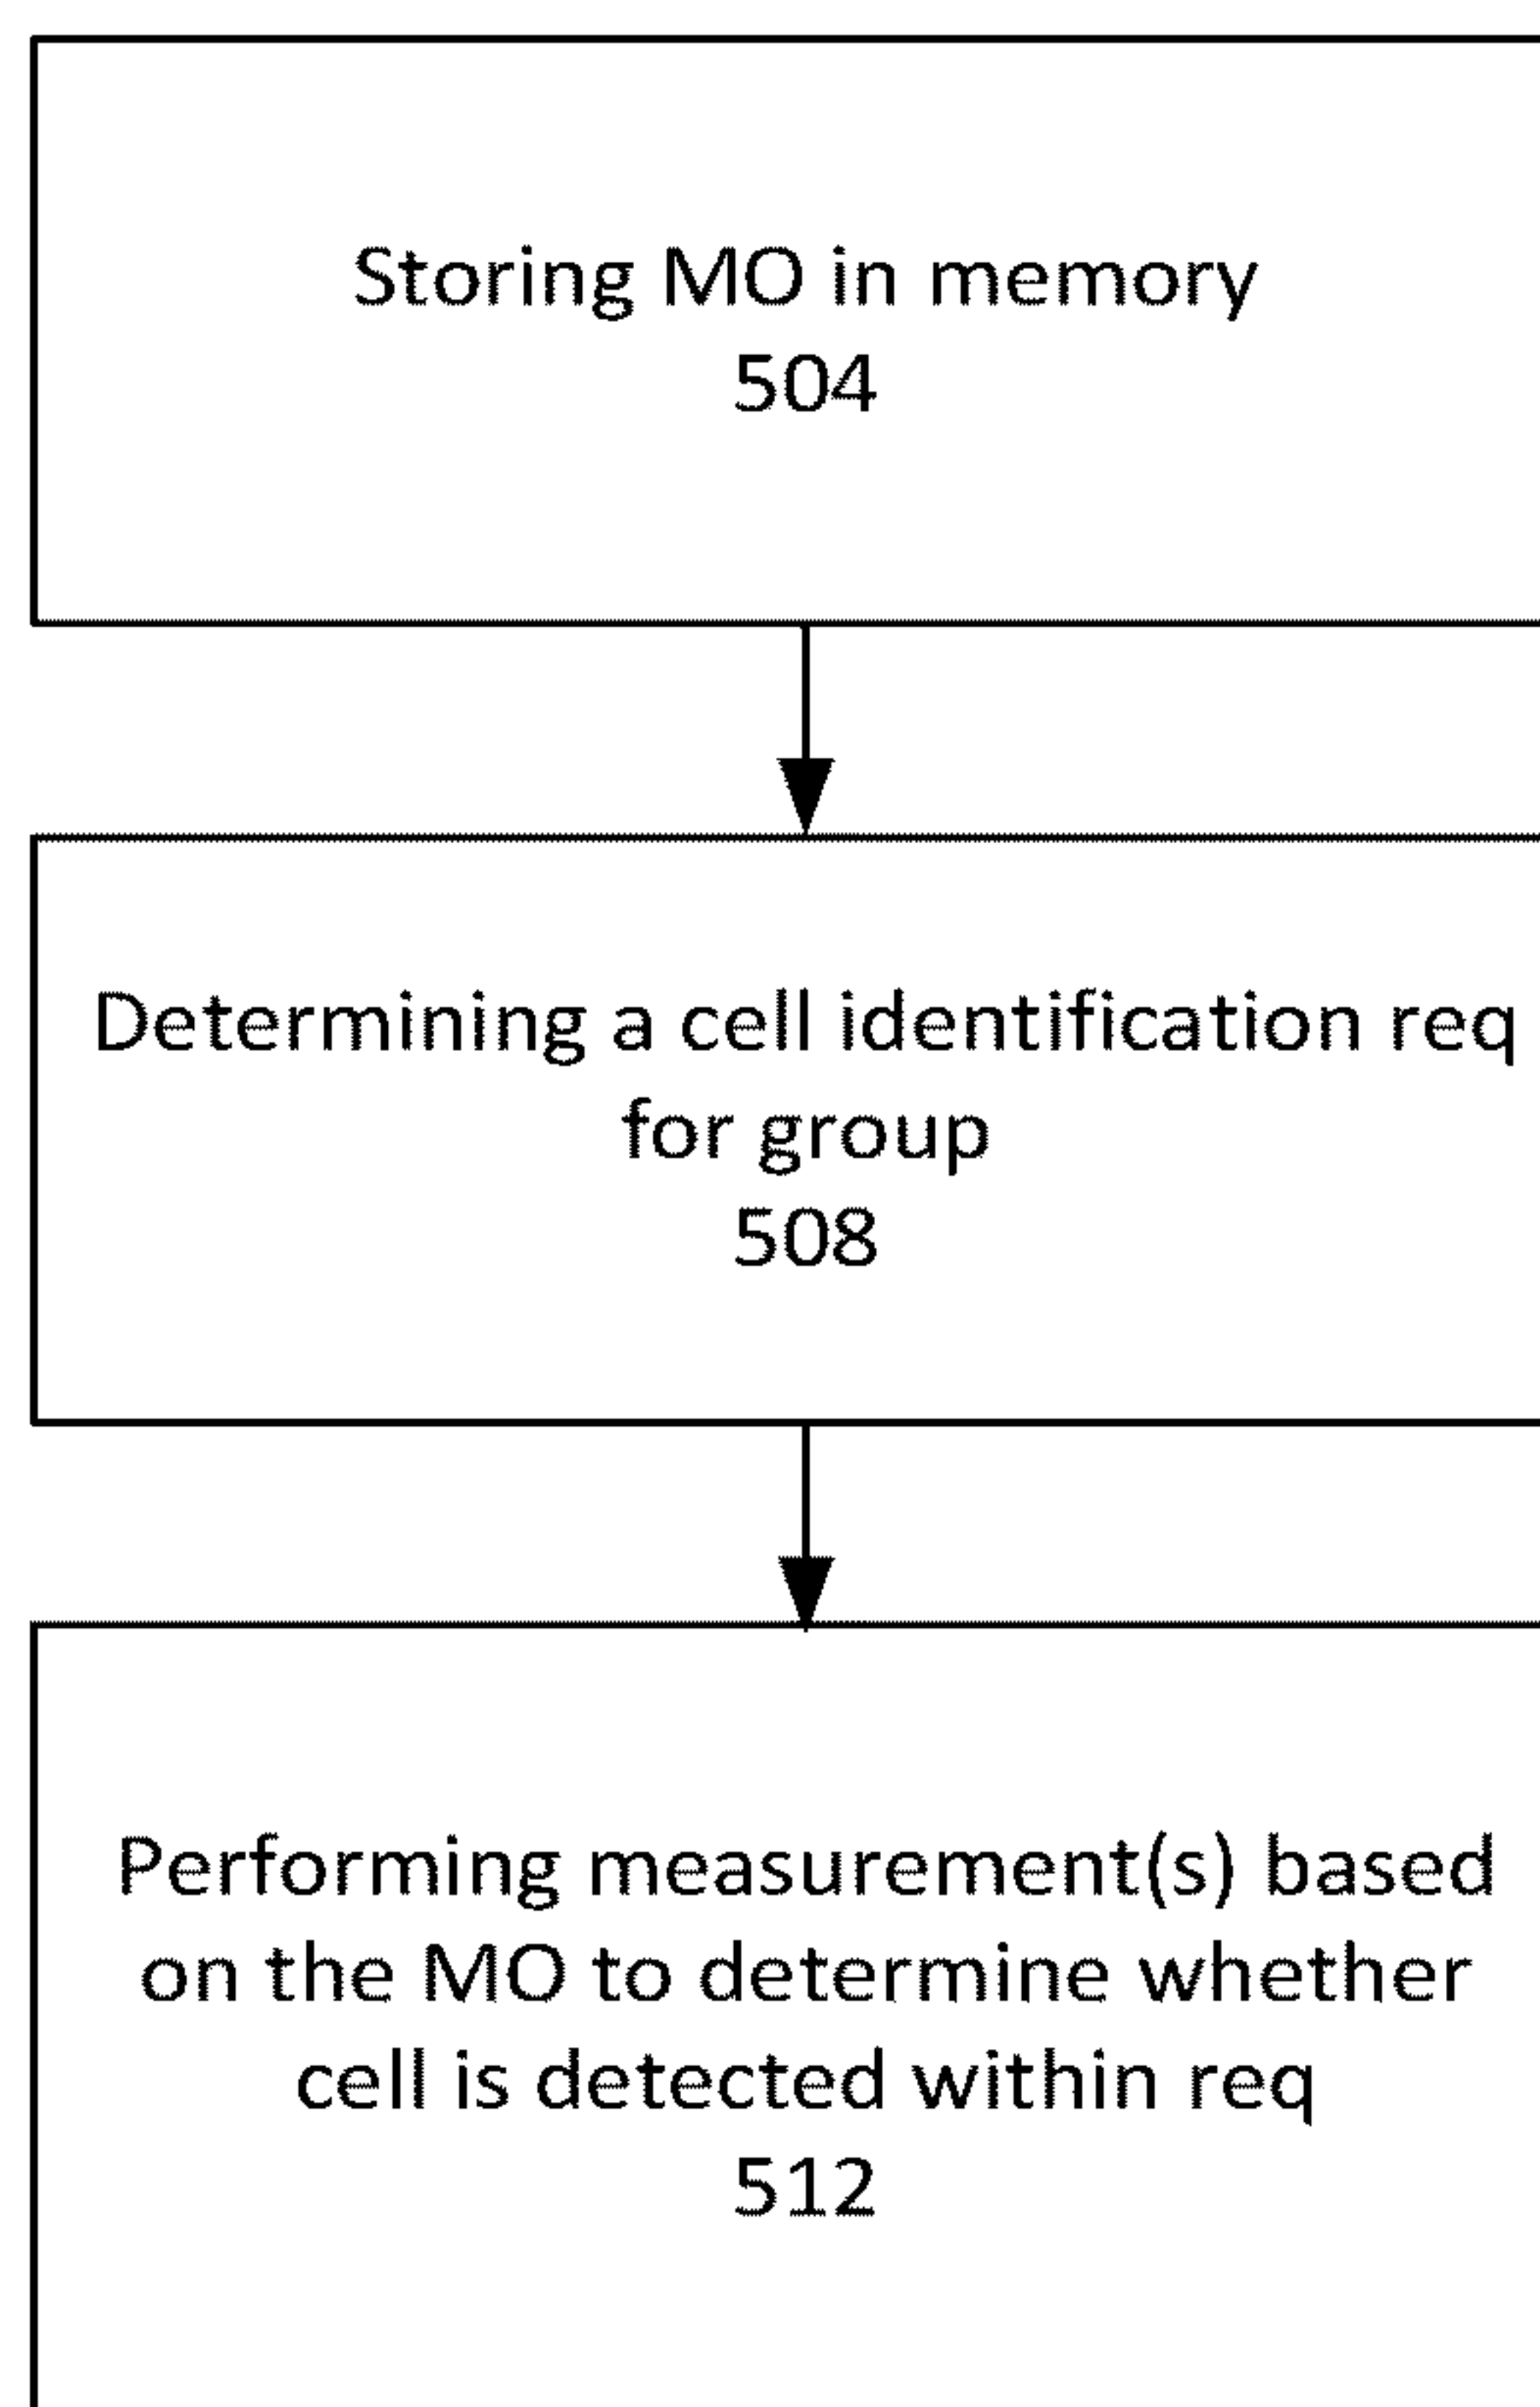 Storing MO in memory
504
Determining a cell identification req
for group
508
Performing measurement(s) based
on the MO to determine whether
cell is detected within req
512